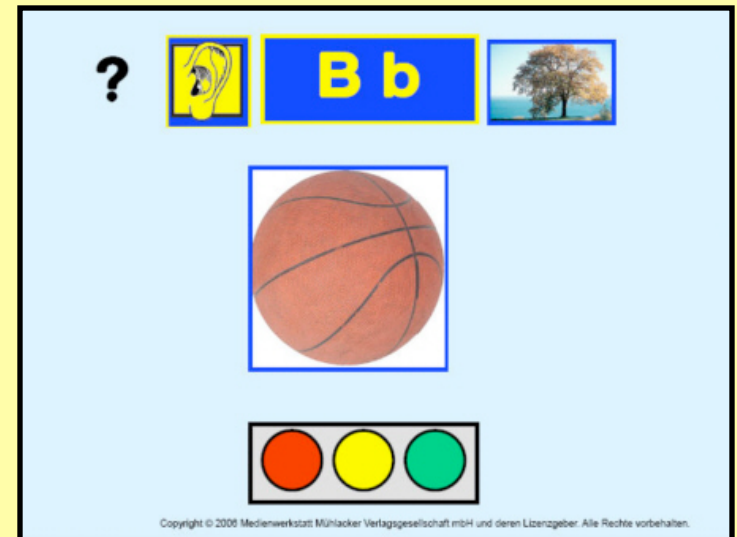 ? B b
Copyright © 2006 Medienwerkstatt Mühlacker Verlagsgesellschaft mbH und deren Lizenzgeber. Alle Rechte vorbehalten.